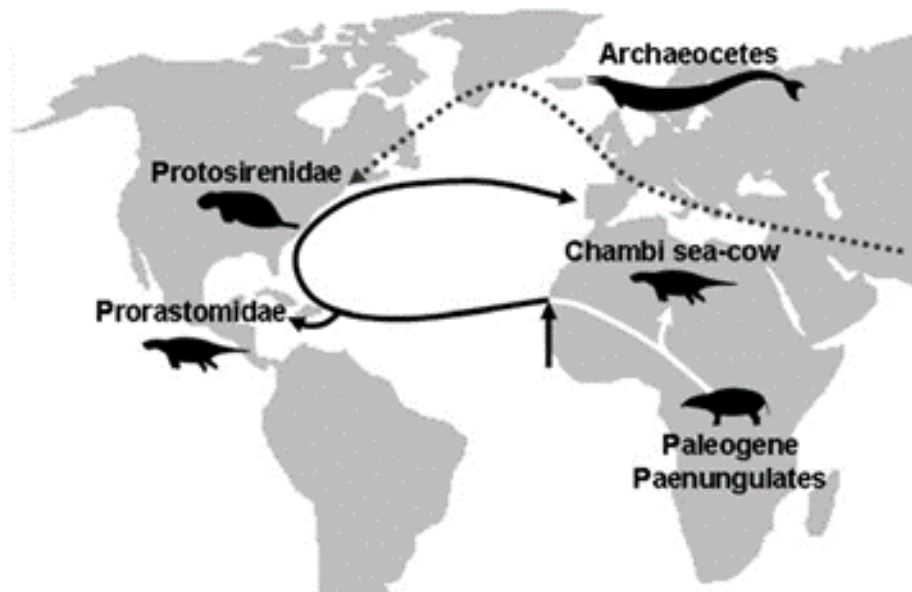 Archaeocetes
Protosirenidae
Chambi sea-cow
Prorastomidae
Paleogene
Paenungulates